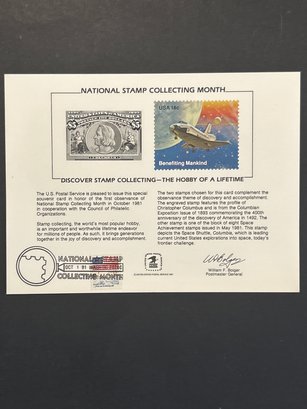 NATIONAL STAMP COLLECTING MONTH
UNITED STATES OF AMERICA
USA 18c
Benefiting Mankind
DISCOVER STAMP COLLECTING—THE HOBBY OF A LIFETIME
The U.S. Postal Service is pleased to issue this special
souvenir card in honor of the first observance of
National Stamp Collecting Month in October 1981
in cooperation with the Council of Philatelic
Organizations.
Stamp collecting, the world's most popular hobby,
is an important and worthwhile lifetime endeavor
for millions of people. As such, it brings generations
together in the joy of discovery and accomplishment.
The two stamps chosen for this card complement the
observance theme of discovery and accomplishment.
The engraved stamp features the profile of
Christopher Columbus and is from the Columbian
Exposition Issue of 1893 commemorating the 400th
anniversary of the discovery of America in 1492. The
other stamp is one of the block of eight Space
Achievement stamps issued in May 1981. This stamp
depicts the Space Shuttle, Columbia, which is leading
current United States explorations into space, today's
frontier challenge.
NATIONAL STAMP
OCT 1 81
COLLECTING MONTH
WFBolger
William F. Bolger
Postmaster General